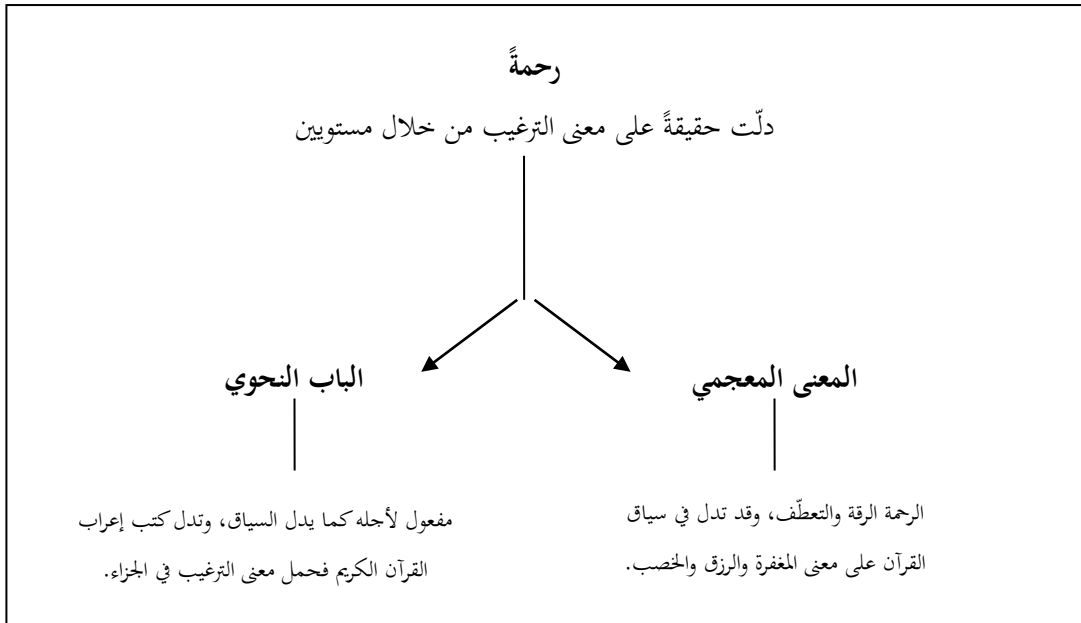 رحمةً
دلّت حقيقةً على معنى الترغيب من خلال مستويين
المعنى المعجمي
الباب النحوي
الرحمة الرقة والتعطّف، وقد تدل في سياق
القرآن على معنى المغفرة والرزق والخصب.
مفعول لأجله كما يدل السياق، وتدل كتب إعراب
القرآن الكريم فحمل معنى الترغيب في الجزاء.